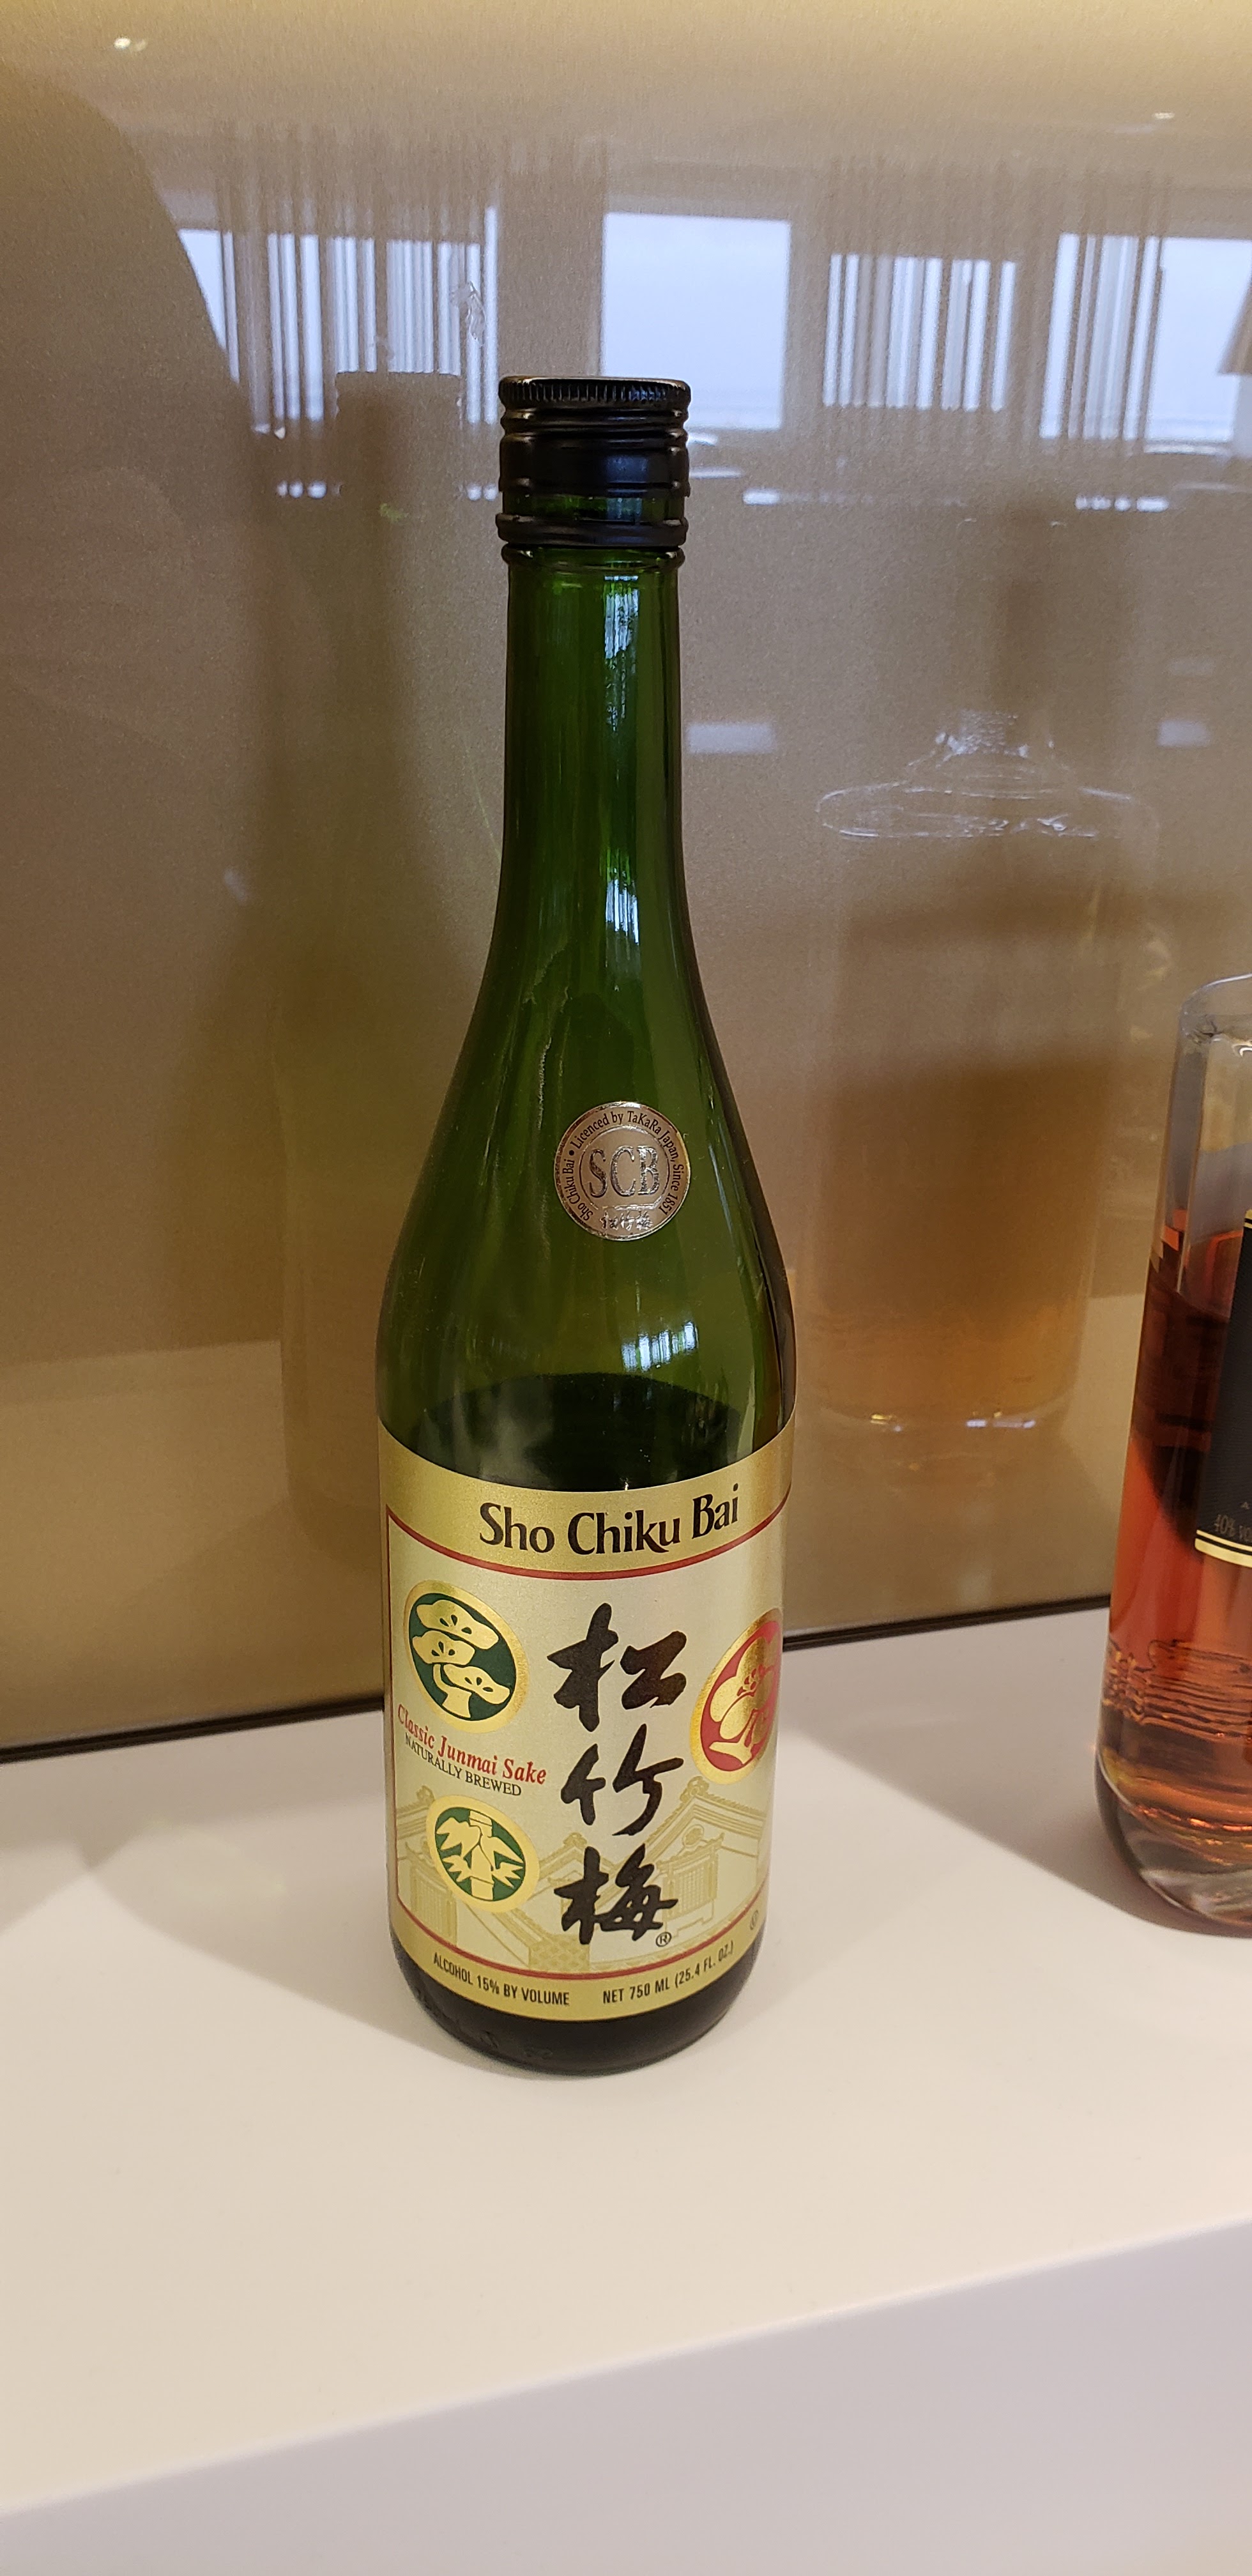 Sho Chiku Bai • Licenced by TaKaRa Japan, Since 1851
SCB
松竹梅
Sho Chiku Bai
松
竹
梅®
Classic Junmai Sake
NATURALLY BREWED
ALCOHOL 15% BY VOLUME NET 750 ML (25.4 FL. OZ.)
40%